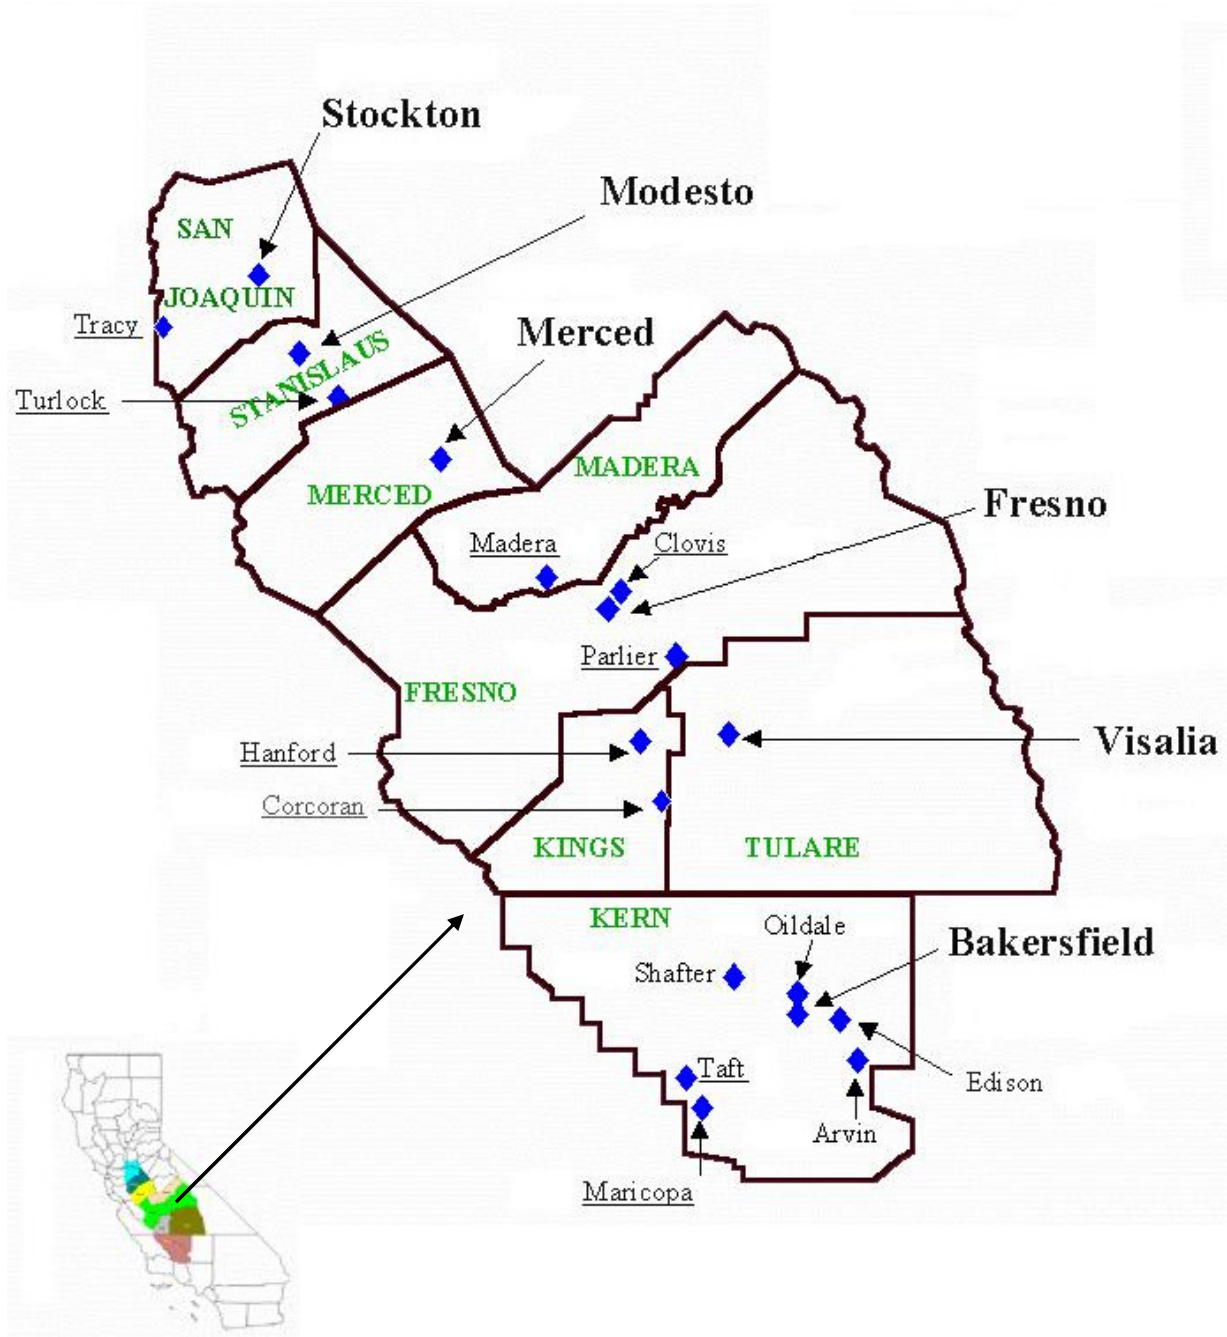 Stockton
Modesto
SAN
JOAQUIN
Tracy
Merced
STANISLAUS
Turlock
MADERA
MERCED
Fresno
Madera
Clovis
Parlier
FRESNO
Hanford
Visalia
Corcoran
KINGS
TULARE
KERN
Oildale
Bakersfield
Shafter
Taft
Edison
Arvin
Maricopa